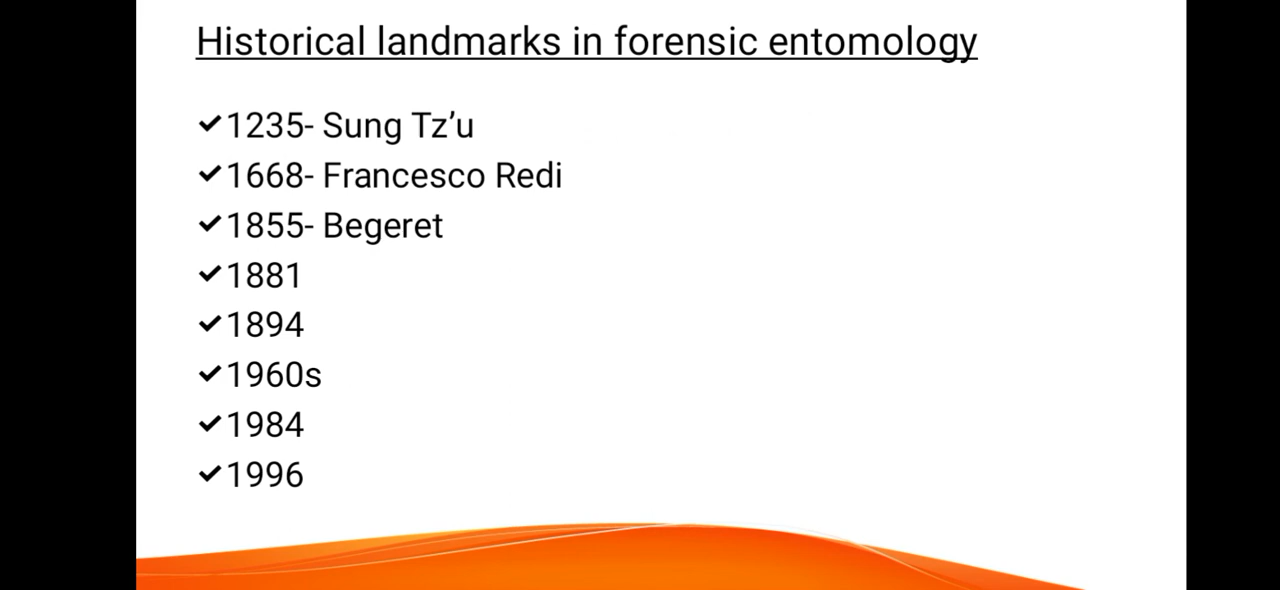 Historical landmarks in forensic entomology
✔1235- Sung Tz’u
✔1668- Francesco Redi
✔1855- Begeret
✔1881
✔1894
✔1960s
✔1984
✔1996